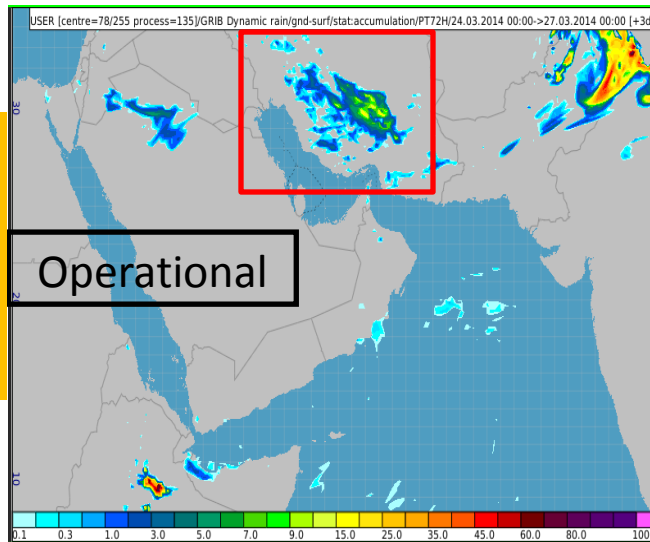 USER [centre=78/255 process=135]/GRIB Dynamic rain/gnd-surf/stat:accumulation/PT72H/24.03.2014 00:00->27.03.2014 00:00 [+3d
30
Operational
20
10
0.1 0.3 1.0 3.0 5.0 7.0 9.0 15.0 25.0 35.0 45.0 60.0 80.0 100